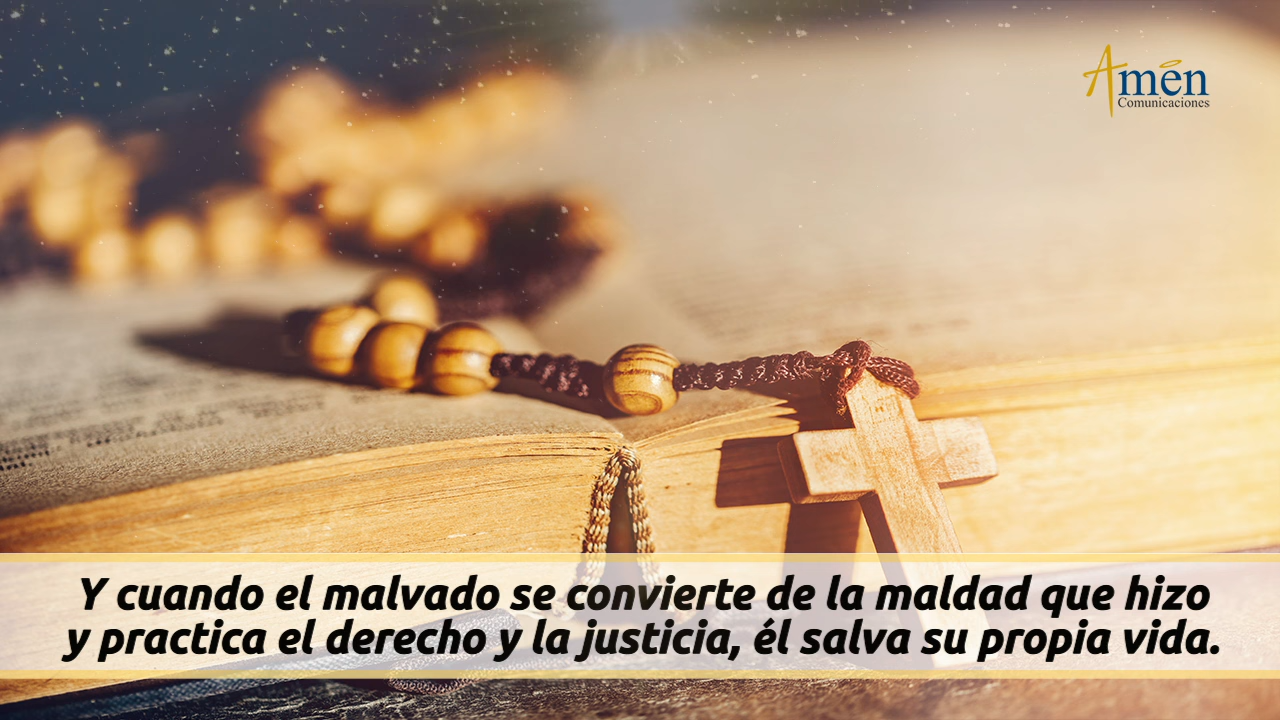 Amén
Comunicaciones
Y cuando el malvado se convierte de la maldad que hizo
y practica el derecho y la justicia, él salva su propia vida.